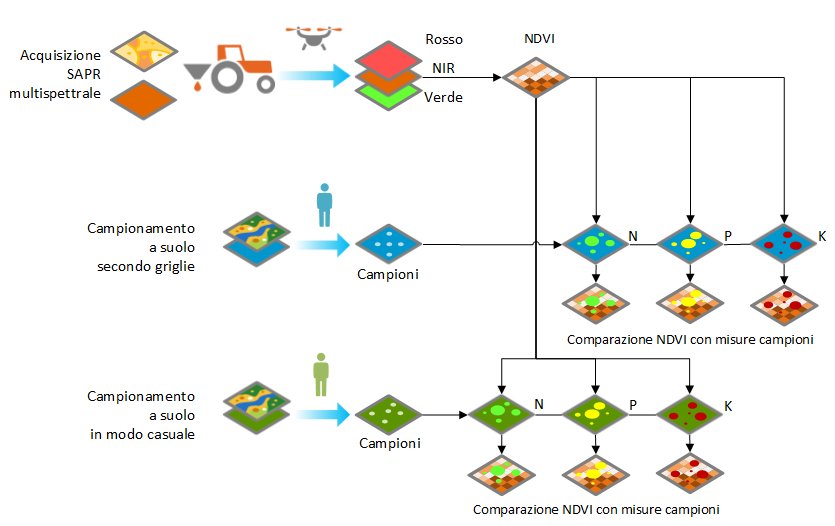 Acquisizione
SAPR
multispettrale
Rosso
NIR
Verde
NDVI
Campionamento
a suolo
secondo griglie
Campioni
N
P
K
Comparazione NDVI con misure campioni
Campionamento
a suolo
in modo casuale
Campioni
N
P
K
Comparazione NDVI con misure campioni